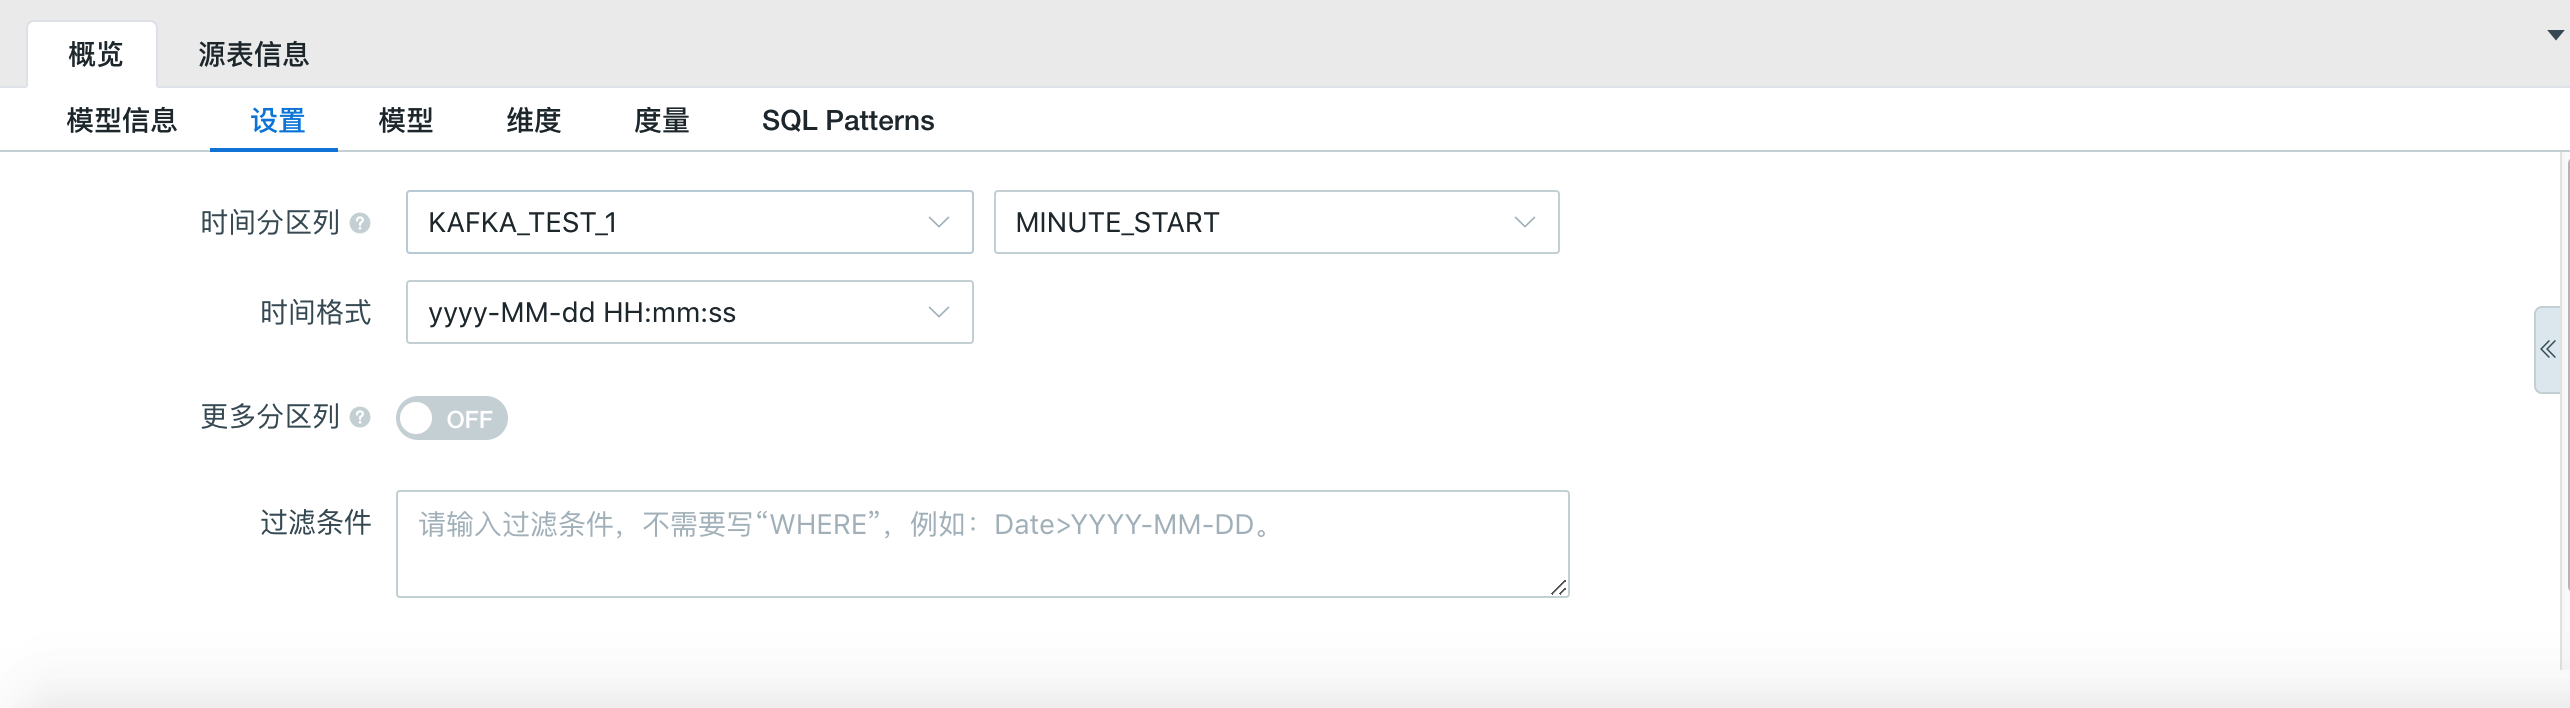 概览 源表信息
模型信息 设置 模型 维度 度量 SQL Patterns
时间分区列 ? KAFKA_TEST_1 MINUTE_START
时间格式 yyyy-MM-dd HH:mm:ss
更多分区列 ? OFF
过滤条件 请输入过滤条件，不需要写“WHERE”，例如：Date>YYYY-MM-DD。